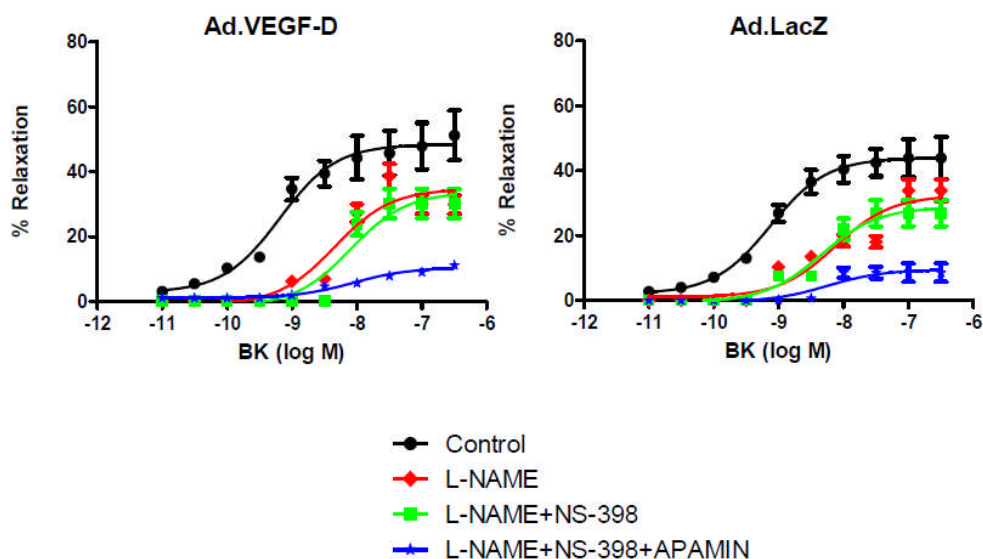 Ad.VEGF-D
80
60
40
20
0
% Relaxation
-12 -11 -10 -9 -8 -7 -6
BK (log M)
Ad.LacZ
80
60
40
20
0
% Relaxation
-12 -11 -10 -9 -8 -7 -6
BK (log M)
Control
L-NAME
L-NAME+NS-398
L-NAME+NS-398+APAMIN